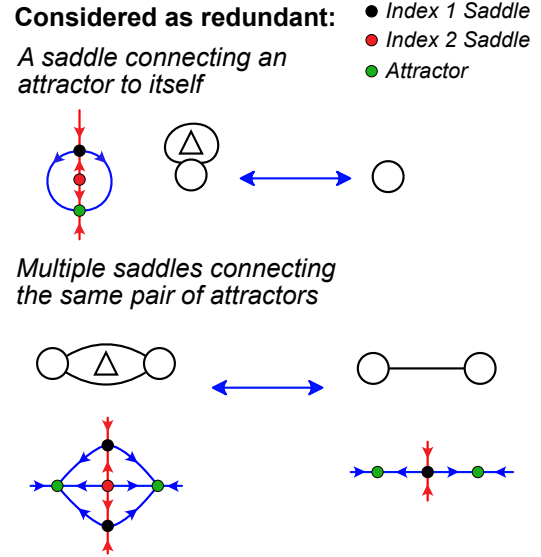 Considered as redundant:
Index 1 Saddle
Index 2 Saddle
Attractor
A saddle connecting an
attractor to itself
Multiple saddles connecting
the same pair of attractors